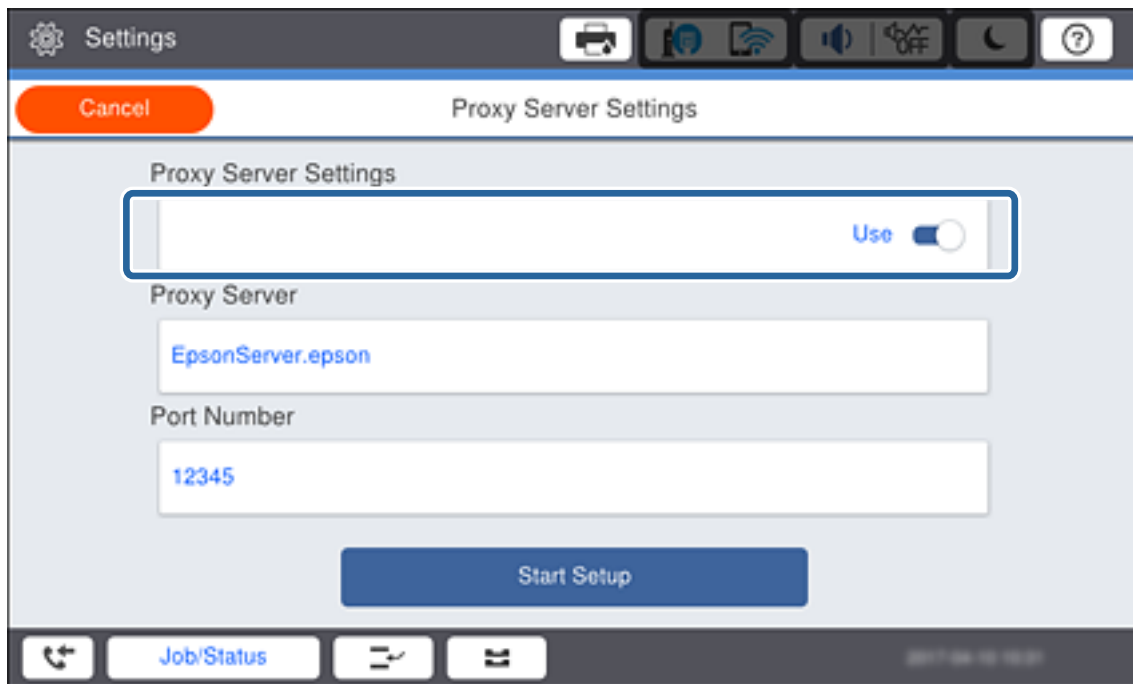 Settings
OFF
Cancel
Proxy Server Settings
Proxy Server Settings
Use
Proxy Server
EpsonServer.epson
Port Number
12345
Start Setup
Job/Status